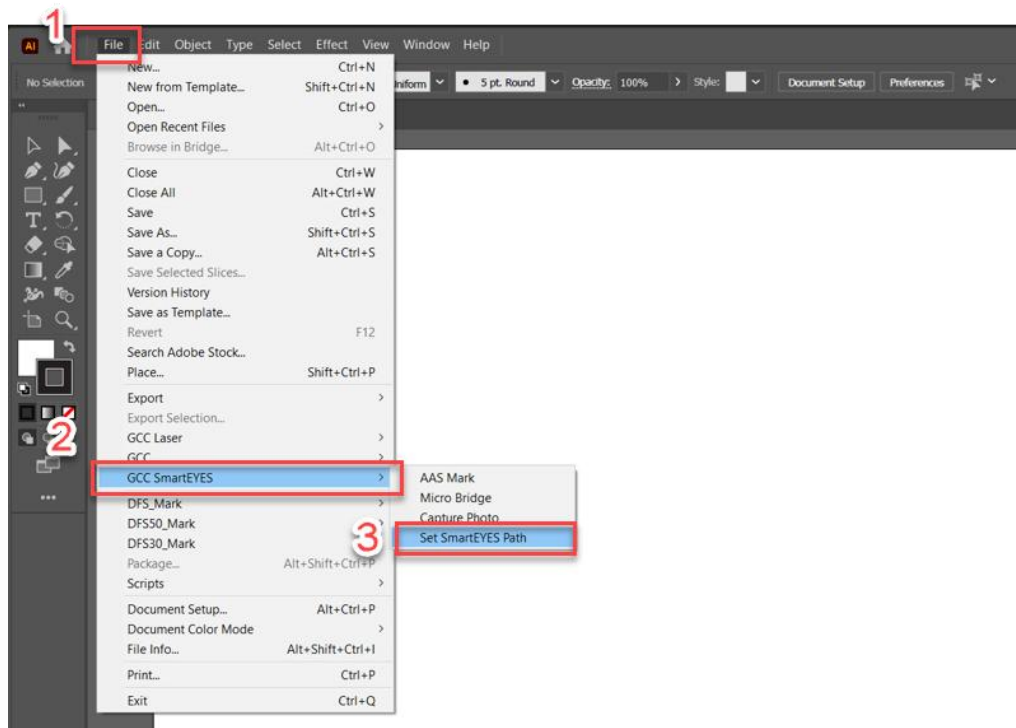 1
Ai File Edit Object Type Select Effect View Window Help
No Selection Uniform 5 pt. Round Opacity: 100% Style: Document Setup Preferences
New... Ctrl+N
New from Template... Shift+Ctrl+N
Open... Ctrl+O
Open Recent Files
Browse in Bridge... Alt+Ctrl+O
Close Ctrl+W
Close All Alt+Ctrl+W
Save Ctrl+S
Save As... Shift+Ctrl+S
Save a Copy... Alt+Ctrl+S
Save Selected Slices...
Version History
Save as Template...
Revert F12
Search Adobe Stock...
Place... Shift+Ctrl+P
Export
Export Selection...
GCC Laser
2
GCC
GCC SmartEYES
AAS Mark
Micro Bridge
Capture Photo
3
Set SmartEYES Path
DFS_Mark
DFS50_Mark
DFS30_Mark
Package... Alt+Shift+Ctrl+P
Scripts
Document Setup... Alt+Ctrl+P
Document Color Mode
File Info... Alt+Shift+Ctrl+I
Print... Ctrl+P
Exit Ctrl+Q